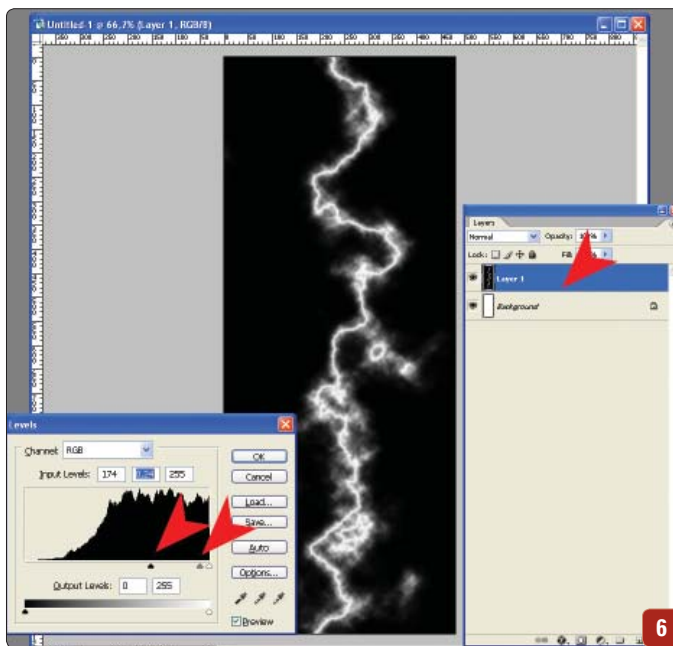 Untitled-1 @ 66,7% (Layer 1, RGB/8)
Layers
Normal Opacity:
Lock: Fill:
Layer 1
Background
Levels
Channel: RGB
Input Levels: 174 255
Output Levels: 0 255
OK
Cancel
Load...
Save...
Auto
Options...
Preview
6